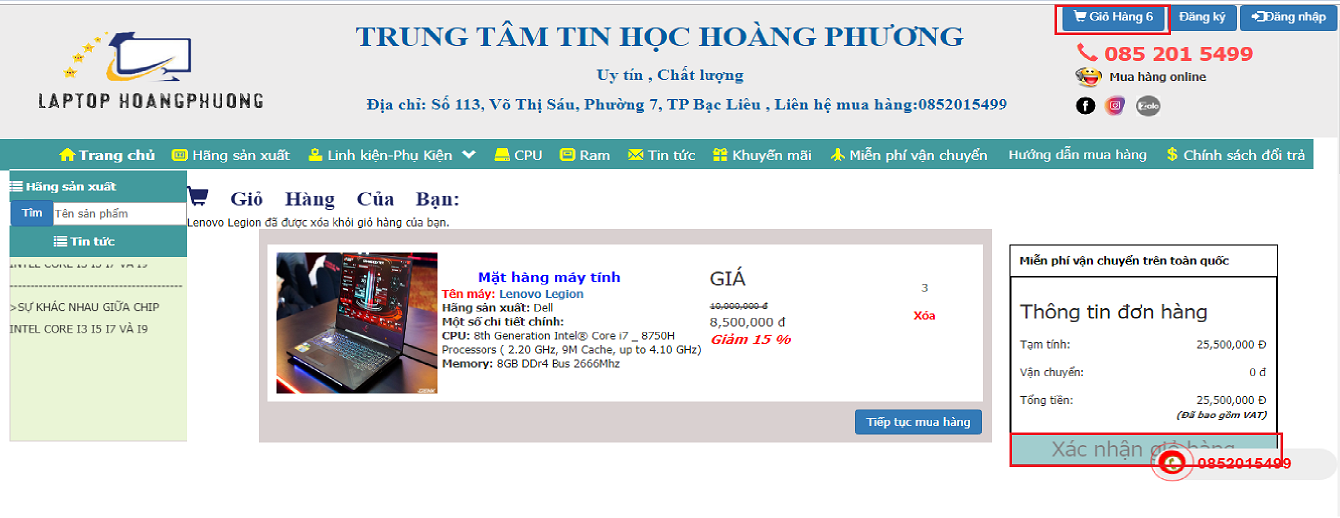 Giỏ Hàng 6
Đăng ký
Đăng nhập
TRUNG TÂM TIN HỌC HOÀNG PHƯƠNG
Uy tín , Chất lượng
Địa chỉ: Số 113, Võ Thị Sáu, Phường 7, TP Bạc Liêu , Liên hệ mua hàng:0852015499
LAPTOP HOANGPHUONG
085 201 5499
Mua hàng online
Zalo
Trang chủ
Hãng sản xuất
Linh kiện-Phụ Kiện
CPU
Ram
Tin tức
Khuyến mãi
Miễn phí vận chuyển
Hướng dẫn mua hàng
$ Chính sách đổi trả
Hãng sản xuất
Tìm
Tên sản phẩm
Tin tức
INTEL CORE I3 I5 I7 VÀ I9
>SỰ KHÁC NHAU GIỮA CHIP
INTEL CORE I3 I5 I7 VÀ I9
Giỏ Hàng Của Bạn:
Lenovo Legion đã được xóa khỏi giỏ hàng của bạn.
Mặt hàng máy tính
Tên máy: Lenovo Legion
Hãng sản xuất: Dell
Một số chi tiết chính:
CPU: 8th Generation Intel® Core i7 _ 8750H
Processors ( 2.20 GHz, 9M Cache, up to 4.10 GHz)
Memory: 8GB DDr4 Bus 2666Mhz
GIÁ
10,000,000 đ
8,500,000 đ
Giảm 15 %
3
Xóa
Tiếp tục mua hàng
Miễn phí vận chuyển trên toàn quốc
Thông tin đơn hàng
Tạm tính: 25,500,000 Đ
Vận chuyển: 0 đ
Tổng tiền: 25,500,000 Đ
(Đã bao gồm VAT)
Xác nhận giỏ hàng
0852015499